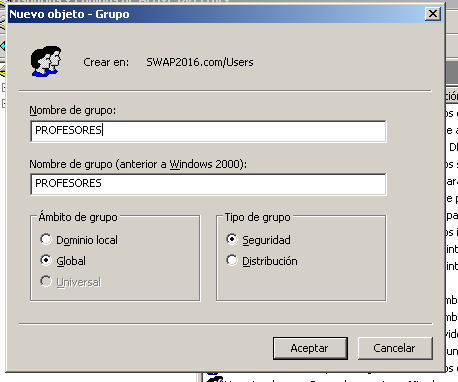 Nuevo objeto - Grupo
Crear en: SWAP2016.com/Users
Nombre de grupo:
PROFESORES
Nombre de grupo (anterior a Windows 2000):
PROFESORES
Ámbito de grupo
Dominio local
Global
Universal
Tipo de grupo
Seguridad
Distribución
Aceptar
Cancelar